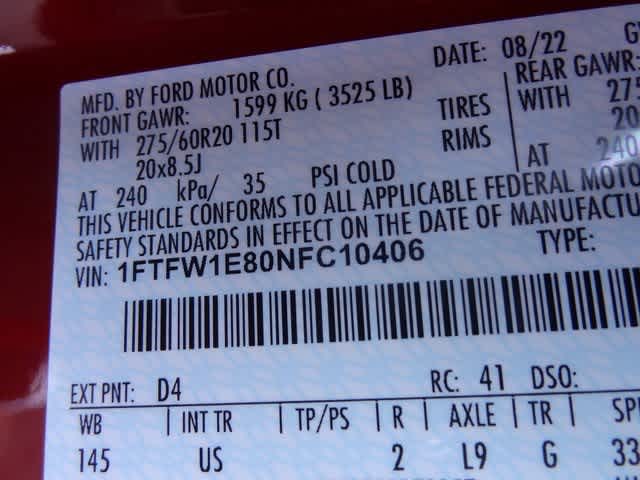 DATE: 08/22
MFD. BY FORD MOTOR CO.
FRONT GAWR: 1599 KG ( 3525 LB) REAR GAWR:
WITH 275/60R20 115T TIRES WITH
20x8.5J RIMS 20
AT 240 kPa/ 35 PSI COLD AT 240
THIS VEHICLE CONFORMS TO ALL APPLICABLE FEDERAL
SAFETY STANDARDS IN EFFECT ON THE DATE OF
VIN: 1FTFW1E80NFC10406 TYPE:
EXT PNT: D4 RC: 41 DSO:
WB INT TR TP/PS R AXLE TR
145 US 2 L9 G 33